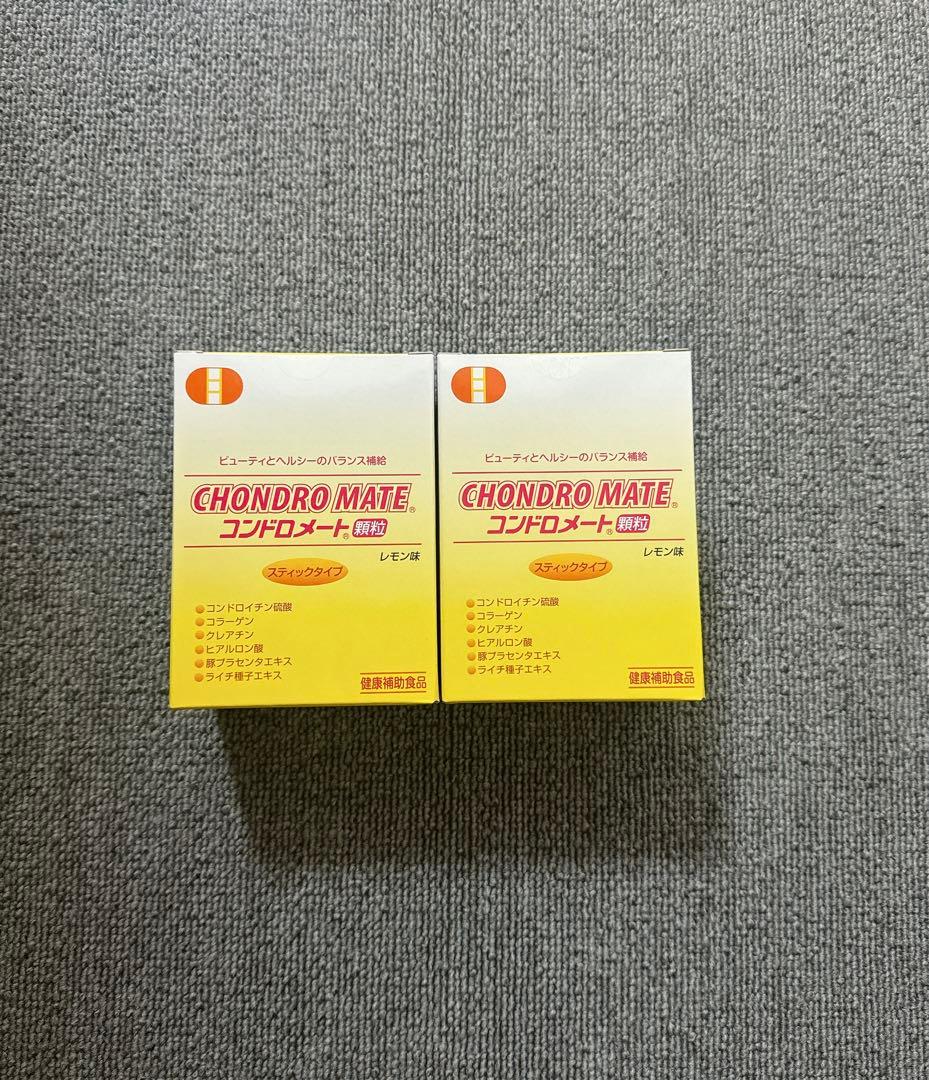 ビューティとヘルシーのバランス補給
CHONDRO MATE®
コンドロメート® 顆粒
レモン味
スティックタイプ
コンドロイチン硫酸
コラーゲン
クレアチン
ヒアルロン酸
豚プラセンタエキス
ライチ種子エキス
健康補助食品
ビューティとヘルシーのバランス補給
CHONDRO MATE®
コンドロメート® 顆粒
レモン味
スティックタイプ
コンドロイチン硫酸
コラーゲン
クレアチン
ヒアルロン酸
豚プラセンタエキス
ライチ種子エキス
健康補助食品